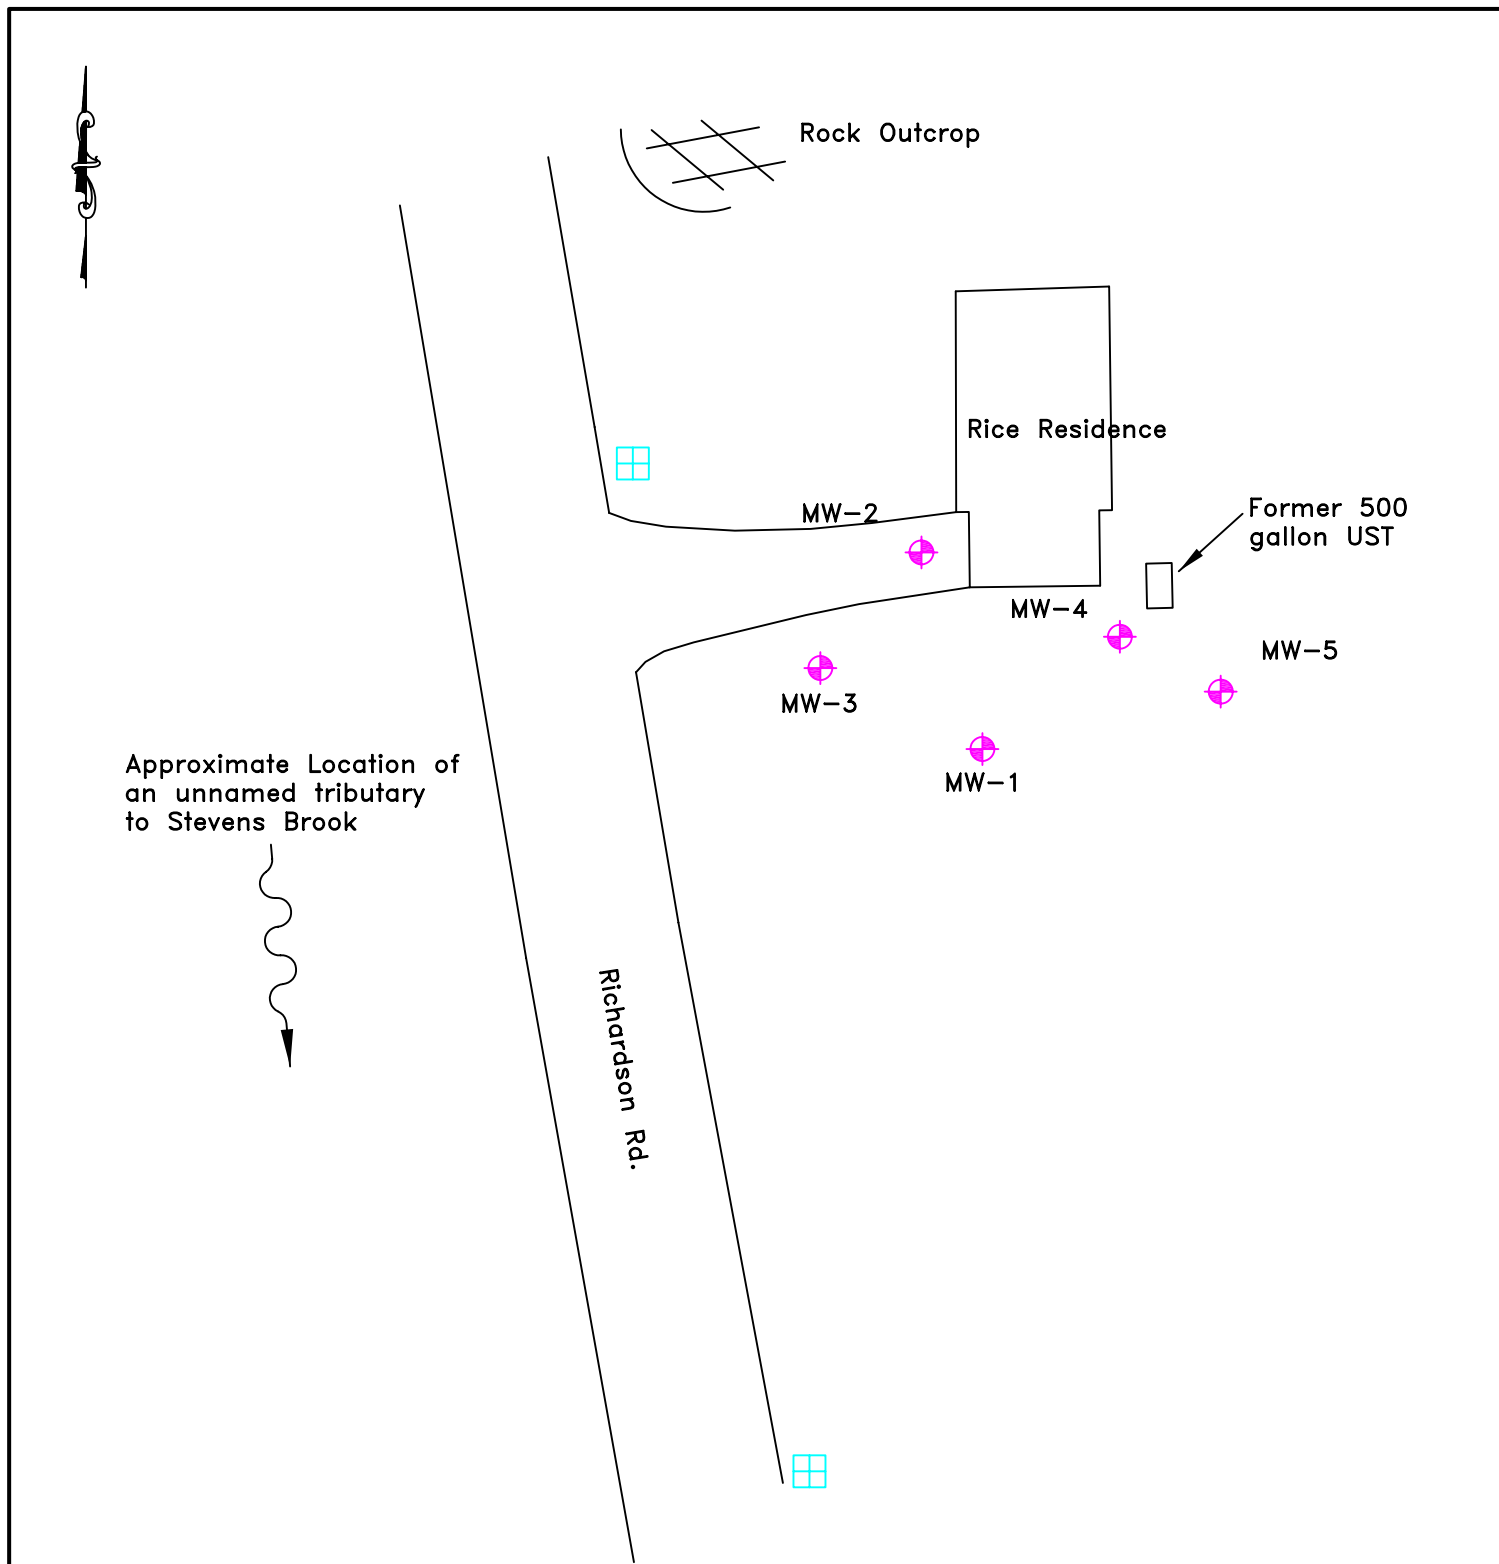 Rock Outcrop
Rice Residence
MW-2
Former 500
gallon UST
MW-4
MW-5
MW-3
MW-1
Approximate Location of
an unnamed tributary
to Stevens Brook
Richardson Rd.